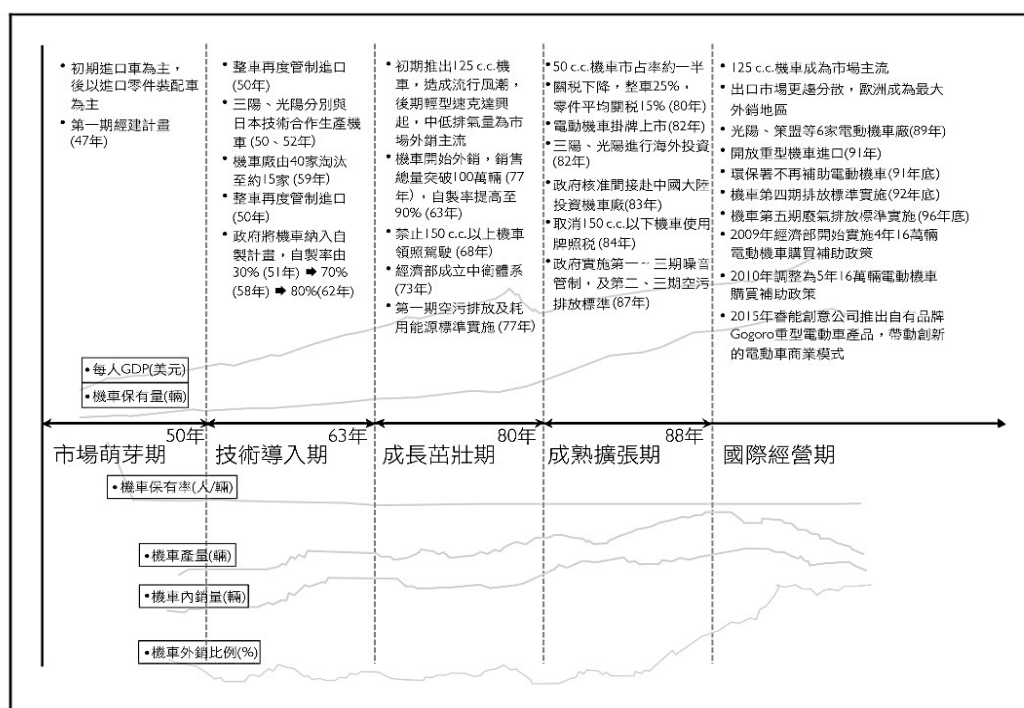 • 初期進口車為主，
後以進口零件裝配車
為主
• 第一期經建計畫
(47年)
• 整車再度管制進口
(50年)
• 三陽、光陽分別與
日本技術合作生產機
車 (50、52年)
• 機車廠由40家淘汰
至約15家 (59年)
• 整車再度管制進口
(50年)
• 政府將機車納入自
製計畫，自製率由
30% (51年) ➡ 70%
(58年) ➡ 80%(62年)
• 初期推出125 c.c.機
車，造成流行風潮，
後期輕型速克達興
起，中低排氣量為市
場外銷主流
• 機車開始外銷，銷售
總量突破100萬輛 (77
年)，自製率提高至
90% (63年)
• 禁止150 c.c.以上機車
領照駕駛 (68年)
• 經濟部成立中衛體系
(73年)
• 第一期空污排放及耗
用能源標準實施 (77年)
• 50 c.c.機車市占率約一半
• 關稅下降，整車25%，
零件平均關稅15% (80年)
• 電動機車掛牌上市 (82年)
• 三陽、光陽進行海外投資
(82年)
• 政府核准間接赴中國大陸
投資機車廠(83年)
• 取消150 c.c.以下機車使用
牌照稅 (84年)
• 政府實施第一～三期噪音
管制，及第二、三期空污
排放標準 (87年)
• 125 c.c.機車成為市場主流
• 出口市場更趨分散，歐洲成為最大
外銷地區
• 光陽、策盟等6家電動機車廠(89年)
• 開放重型機車進口(91年)
• 環保署不再補助電動機車 (91年底)
• 機車第四期排放標準實施 (92年底)
• 機車第五期廢氣排放標準實施 (96年底)
• 2009年經濟部開始實施4年16萬輛
電動機車購買補助政策
• 2010年調整為5年16萬輛電動機車
購買補助政策
• 2015年睿能創意公司推出自有品牌
Gogoro重型電動車產品，帶動創新
的電動車商業模式
• 每人GDP(美元)
• 機車保有量(輛)
50年
63年
80年
88年
市場萌芽期
技術導入期
成長茁壯期
成熟擴張期
國際經營期
• 機車保有率(人/輛)
• 機車產量(輛)
• 機車內銷量(輛)
• 機車外銷比例(%)